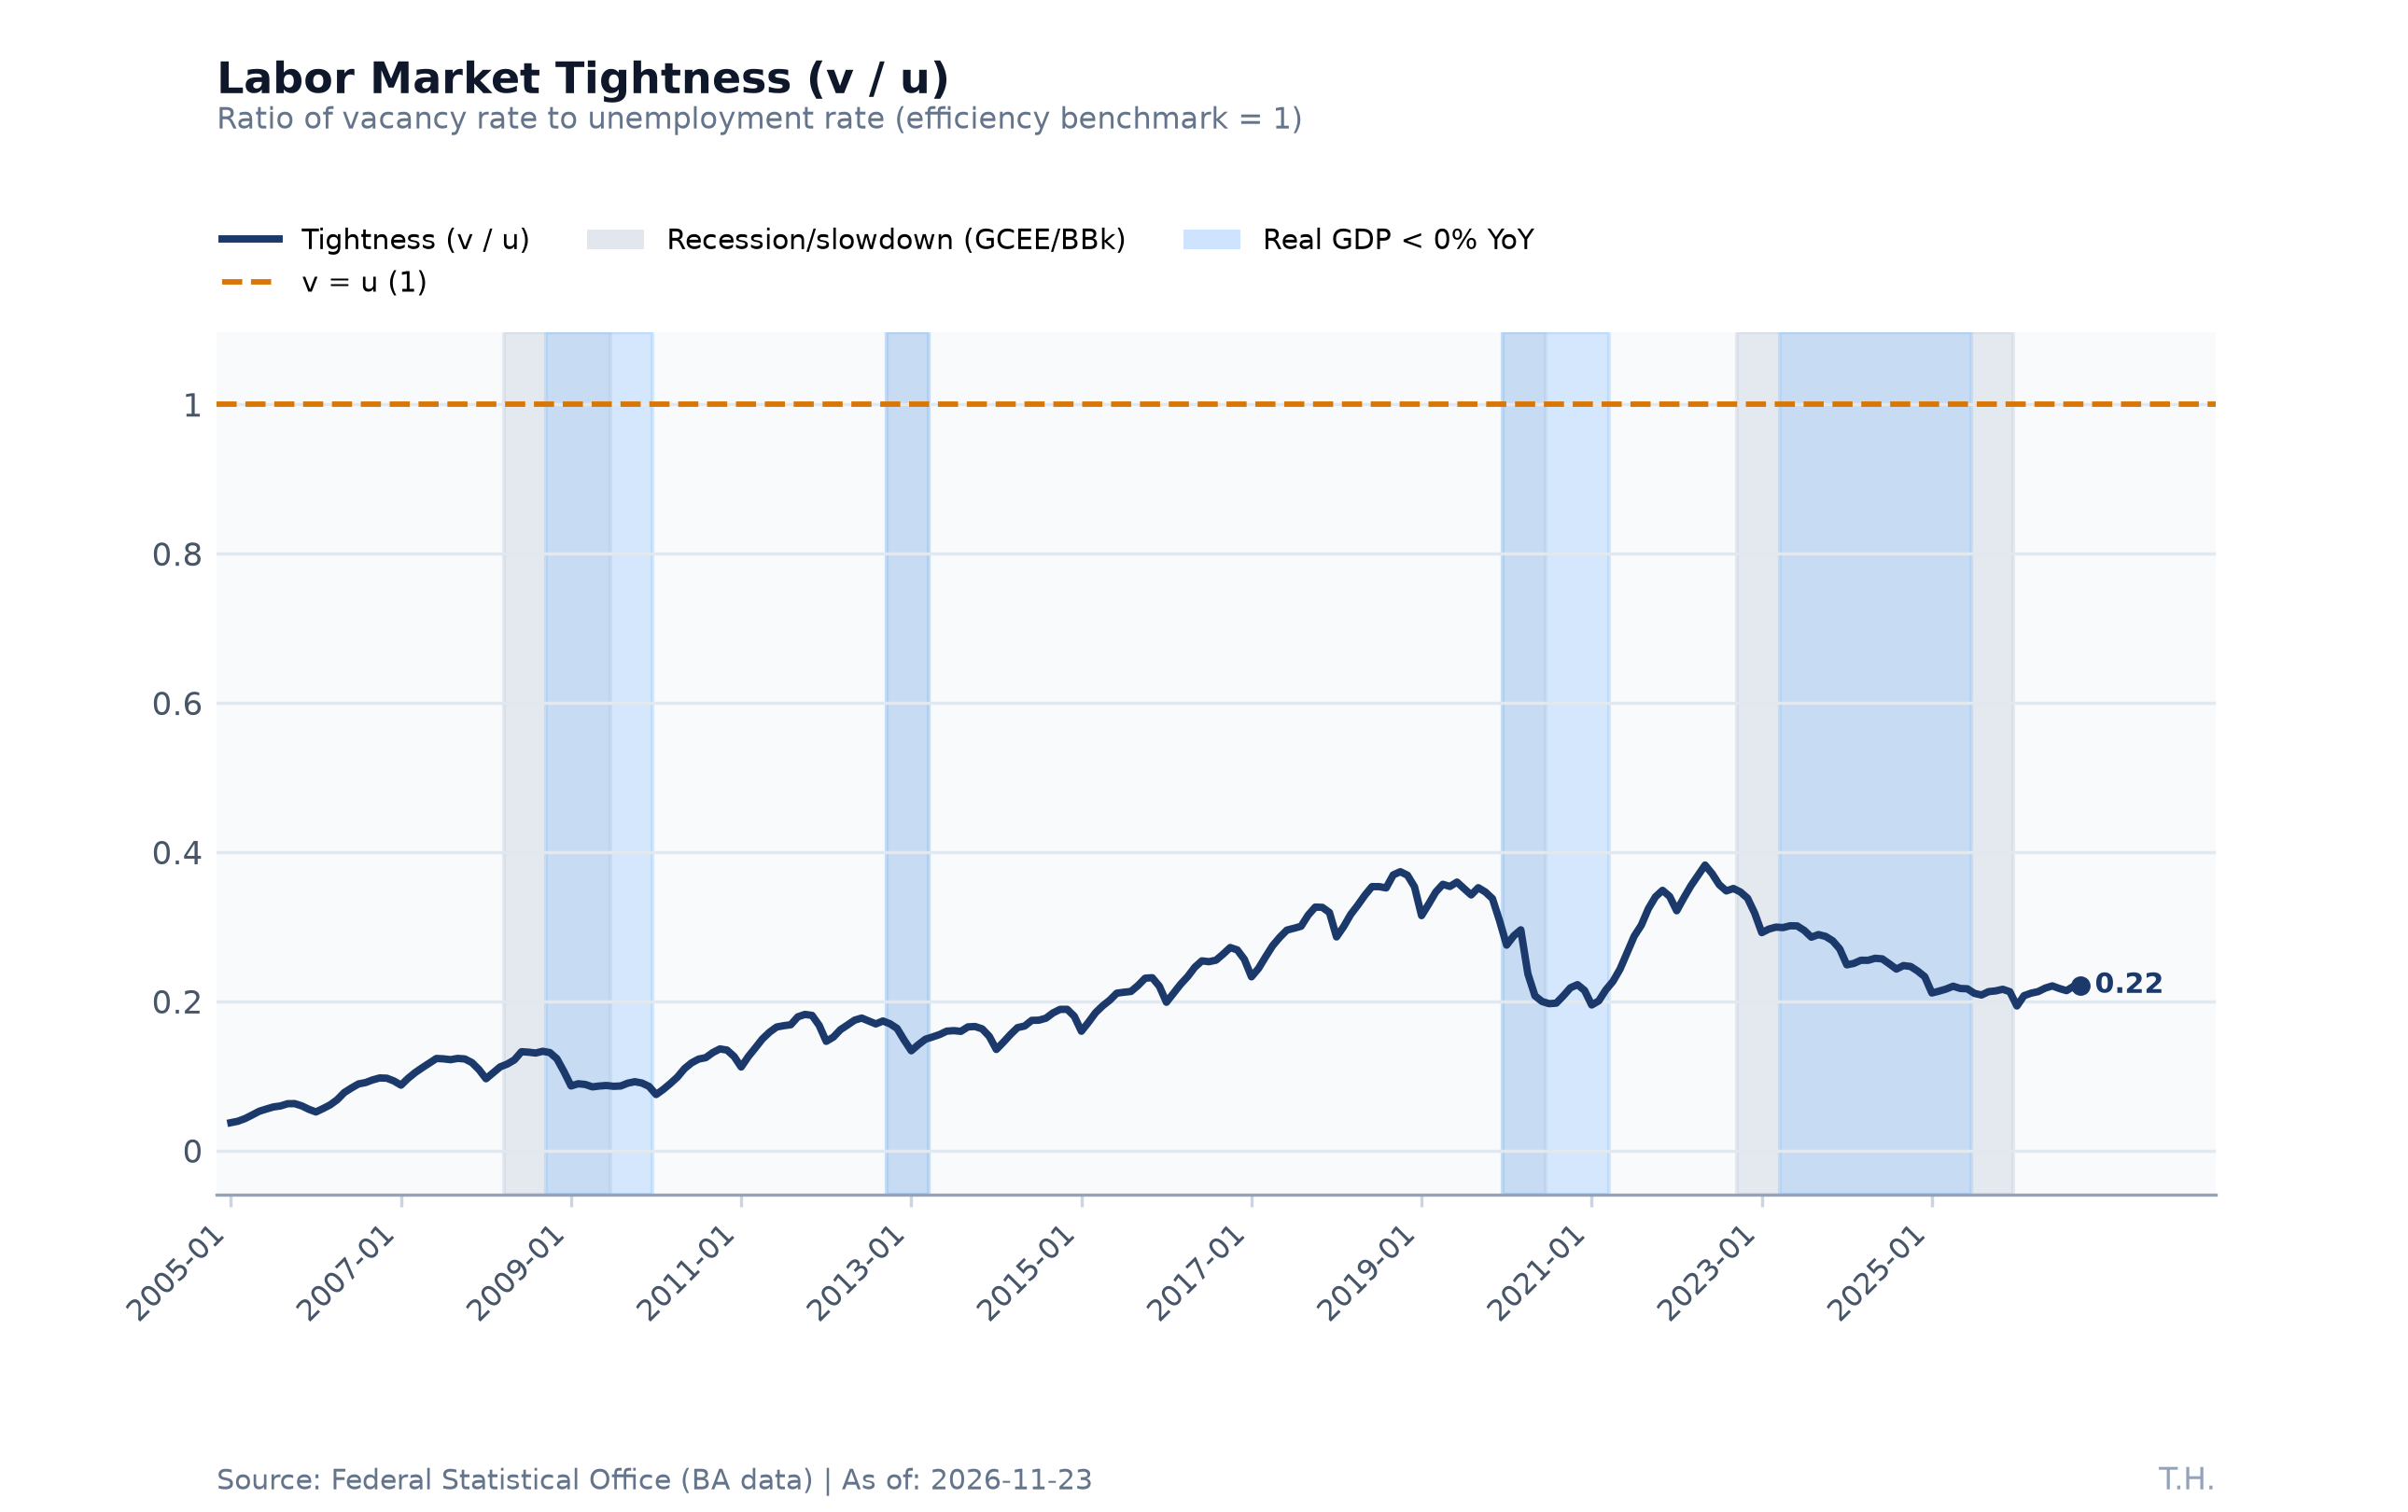 Labor Market Tightness (v / u)
Ratio of vacancy rate to unemployment rate (efficiency benchmark = 1)
Tightness (v / u)
Recession/slowdown (GCEE/BBk)
Real GDP < 0% YoY
v = u (1)
1
0.8
0.6
0.4
0.2
0
0.22
2005-01
2007-01
2009-01
2011-01
2013-01
2015-01
2017-01
2019-01
2021-01
2023-01
2025-01
Source: Federal Statistical Office (BA data) | As of: 2026-11-23
T.H.